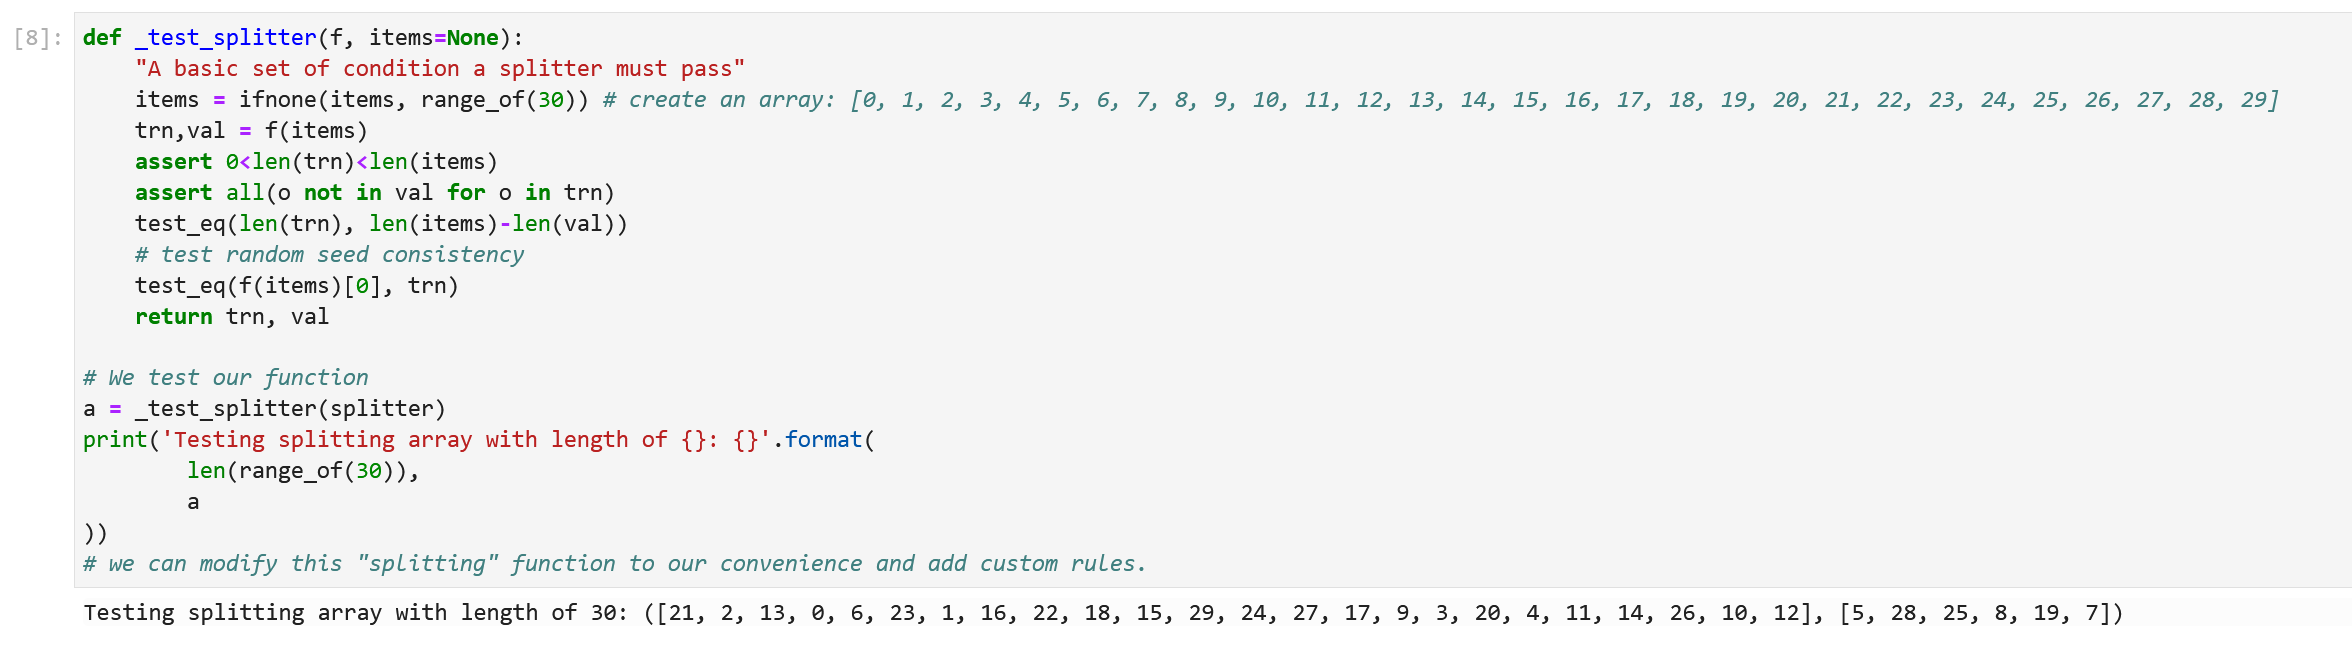 [8]: def _test_splitter(f, items=None):
    "A basic set of condition a splitter must pass"
    items = ifnone(items, range_of(30)) # create an array: [0, 1, 2, 3, 4, 5, 6, 7, 8, 9, 10, 11, 12, 13, 14, 15, 16, 17, 18, 19, 20, 21, 22, 23, 24, 25, 26, 27, 28, 29]
    trn,val = f(items)
    assert 0<len(trn)<len(items)
    assert all(o not in val for o in trn)
    test_eq(len(trn), len(items)-len(val))
    # test random seed consistency
    test_eq(f(items)[0], trn)
    return trn, val

# We test our function
a = _test_splitter(splitter)
print('Testing splitting array with length of {}: {}'.format(
        len(range_of(30)),
        a
))
# we can modify this "splitting" function to our convenience and add custom rules.
Testing splitting array with length of 30: ([21, 2, 13, 0, 6, 23, 1, 16, 22, 18, 15, 29, 24, 27, 17, 9, 3, 20, 4, 11, 14, 26, 10, 12], [5, 28, 25, 8, 19, 7])